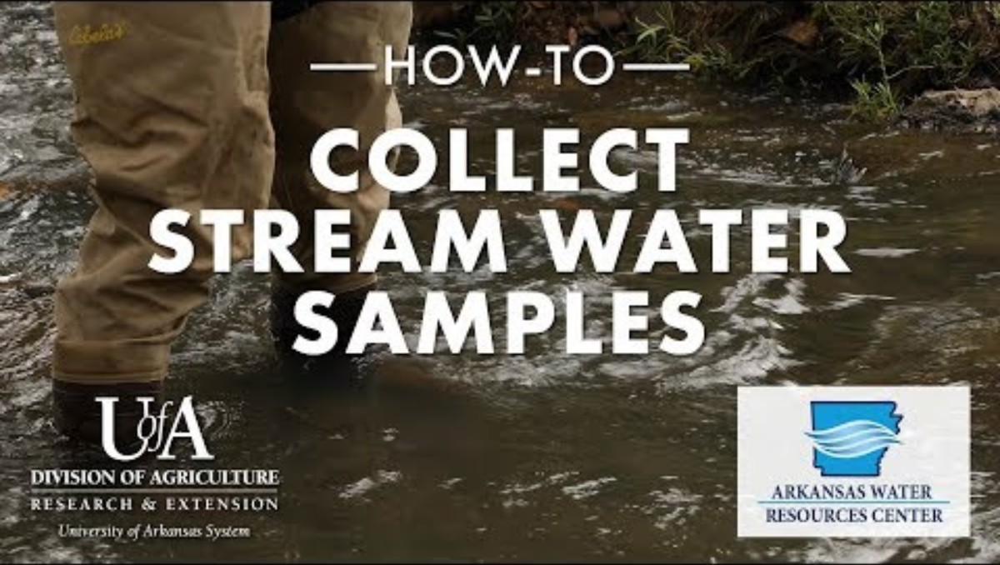 Cabela's
HOW-TO
COLLECT
STREAM WATER
SAMPLES
UofA
DIVISION OF AGRICULTURE
RESEARCH & EXTENSION
University of Arkansas System
ARKANSAS WATER
RESOURCES CENTER